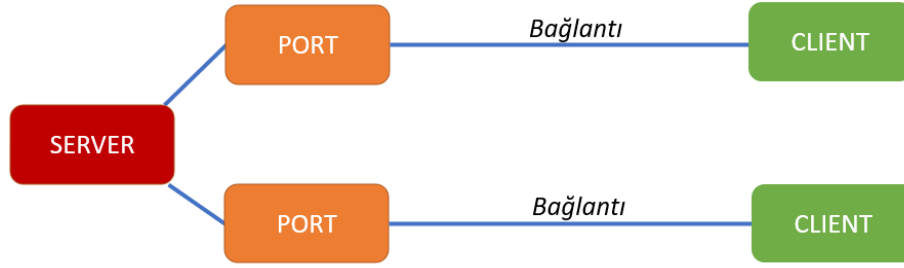 PORT
Bağlantı
CLIENT
SERVER
PORT
Bağlantı
CLIENT